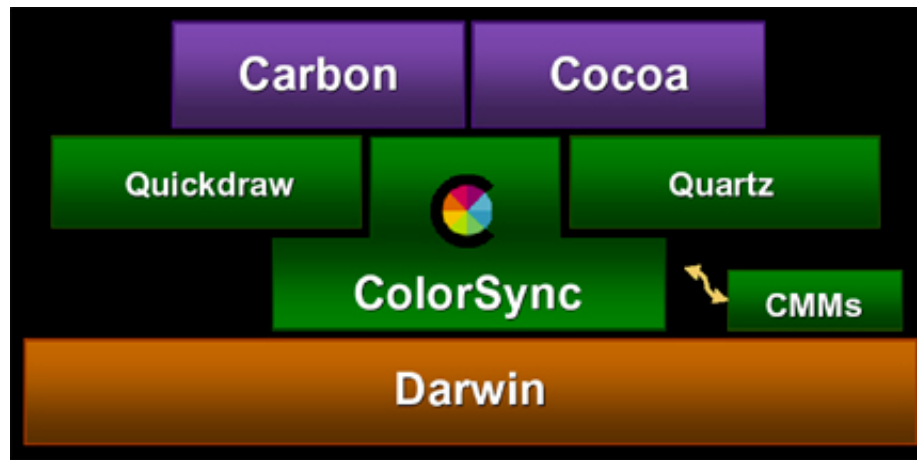 Carbon
Cocoa
Quickdraw
Quartz
ColorSync
CMMs
Darwin